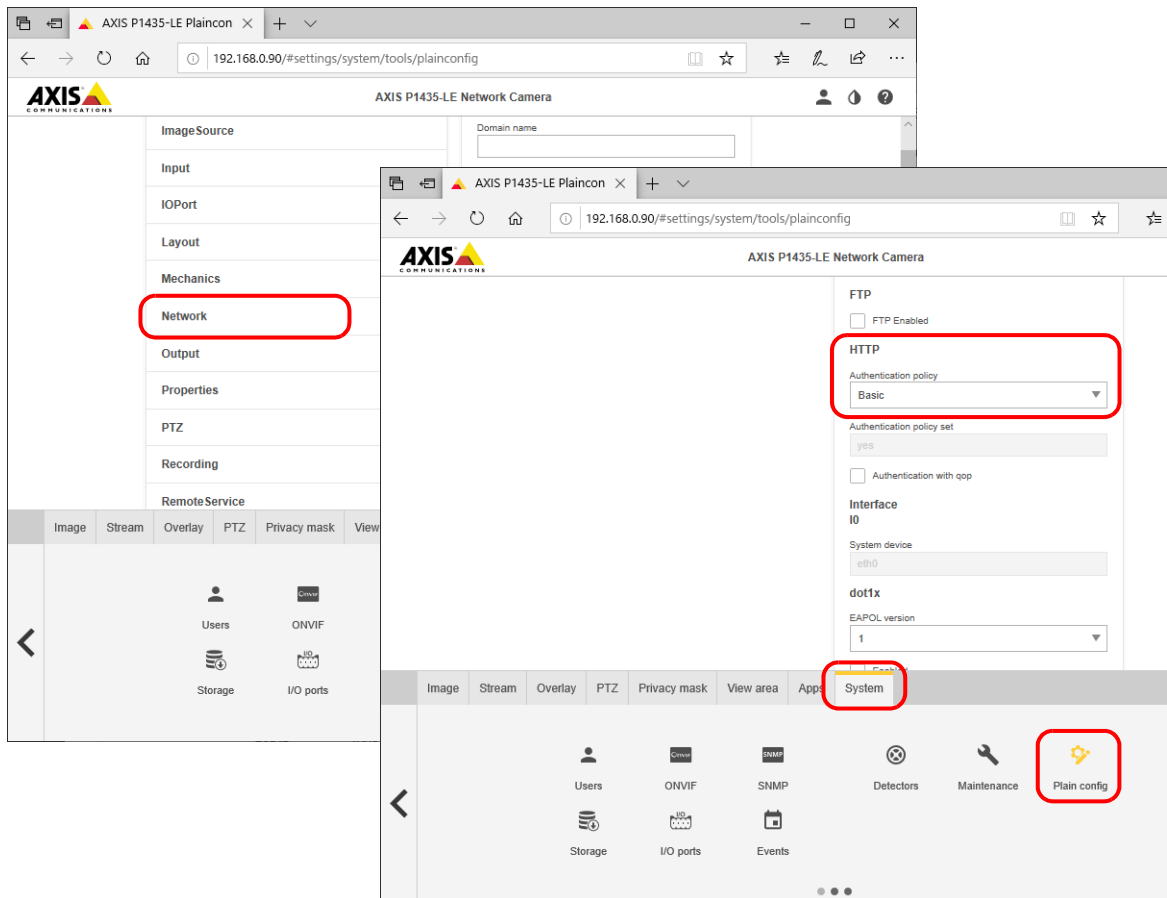 AXIS P1435-LE Plaincon
192.168.0.90/#settings/system/tools/plainconfig
AXIS
COMMUNICATIONS
AXIS P1435-LE Network Camera
ImageSource
Input
IOPort
Layout
Mechanics
Network
Output
Properties
PTZ
Recording
RemoteService
Domain name
Image Stream Overlay PTZ Privacy mask View
Onvif
Users ONVIF
I/O
Storage I/O ports
AXIS P1435-LE Plaincon
192.168.0.90/#settings/system/tools/plainconfig
AXIS
COMMUNICATIONS
AXIS P1435-LE Network Camera
FTP
FTP Enabled
HTTP
Authentication policy
Basic
Authentication policy set
yes
Authentication with qop
Interface
I0
System device
eth0
dot1x
EAPOL version
1
Enabled
Image Stream Overlay PTZ Privacy mask View area Apps System
Onvif SNMP
Users ONVIF SNMP Detectors Maintenance Plain config
I/O
Storage I/O ports Events